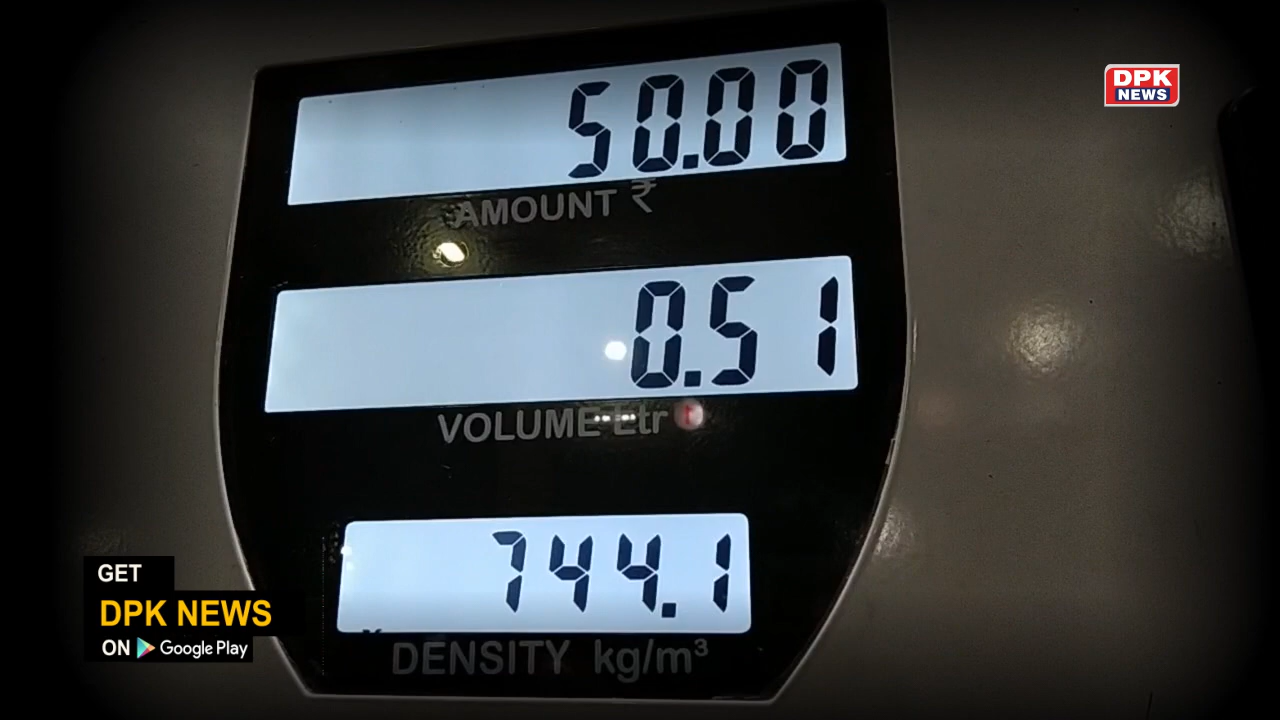 DPK
NEWS
50.00
AMOUNT ₹
0.51
VOLUME Ltr
744.1
DENSITY kg/m³
GET
DPK NEWS
ON Google Play